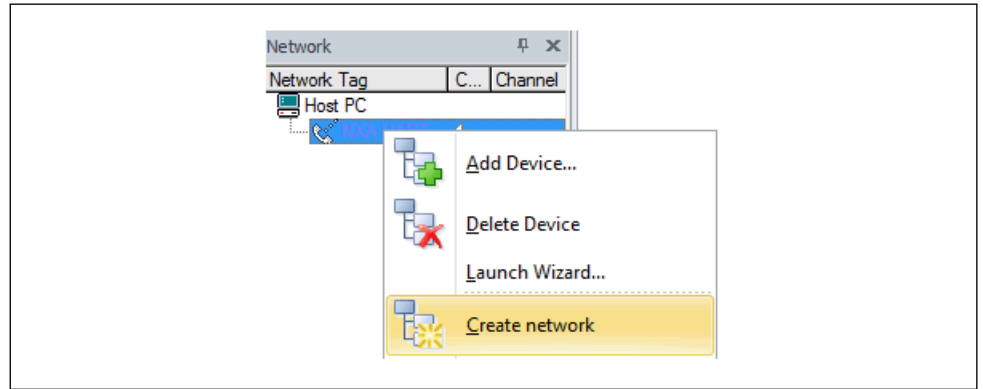 Network
Network Tag C... Channel
Host PC
Add Device...
Delete Device
Launch Wizard...
Create network